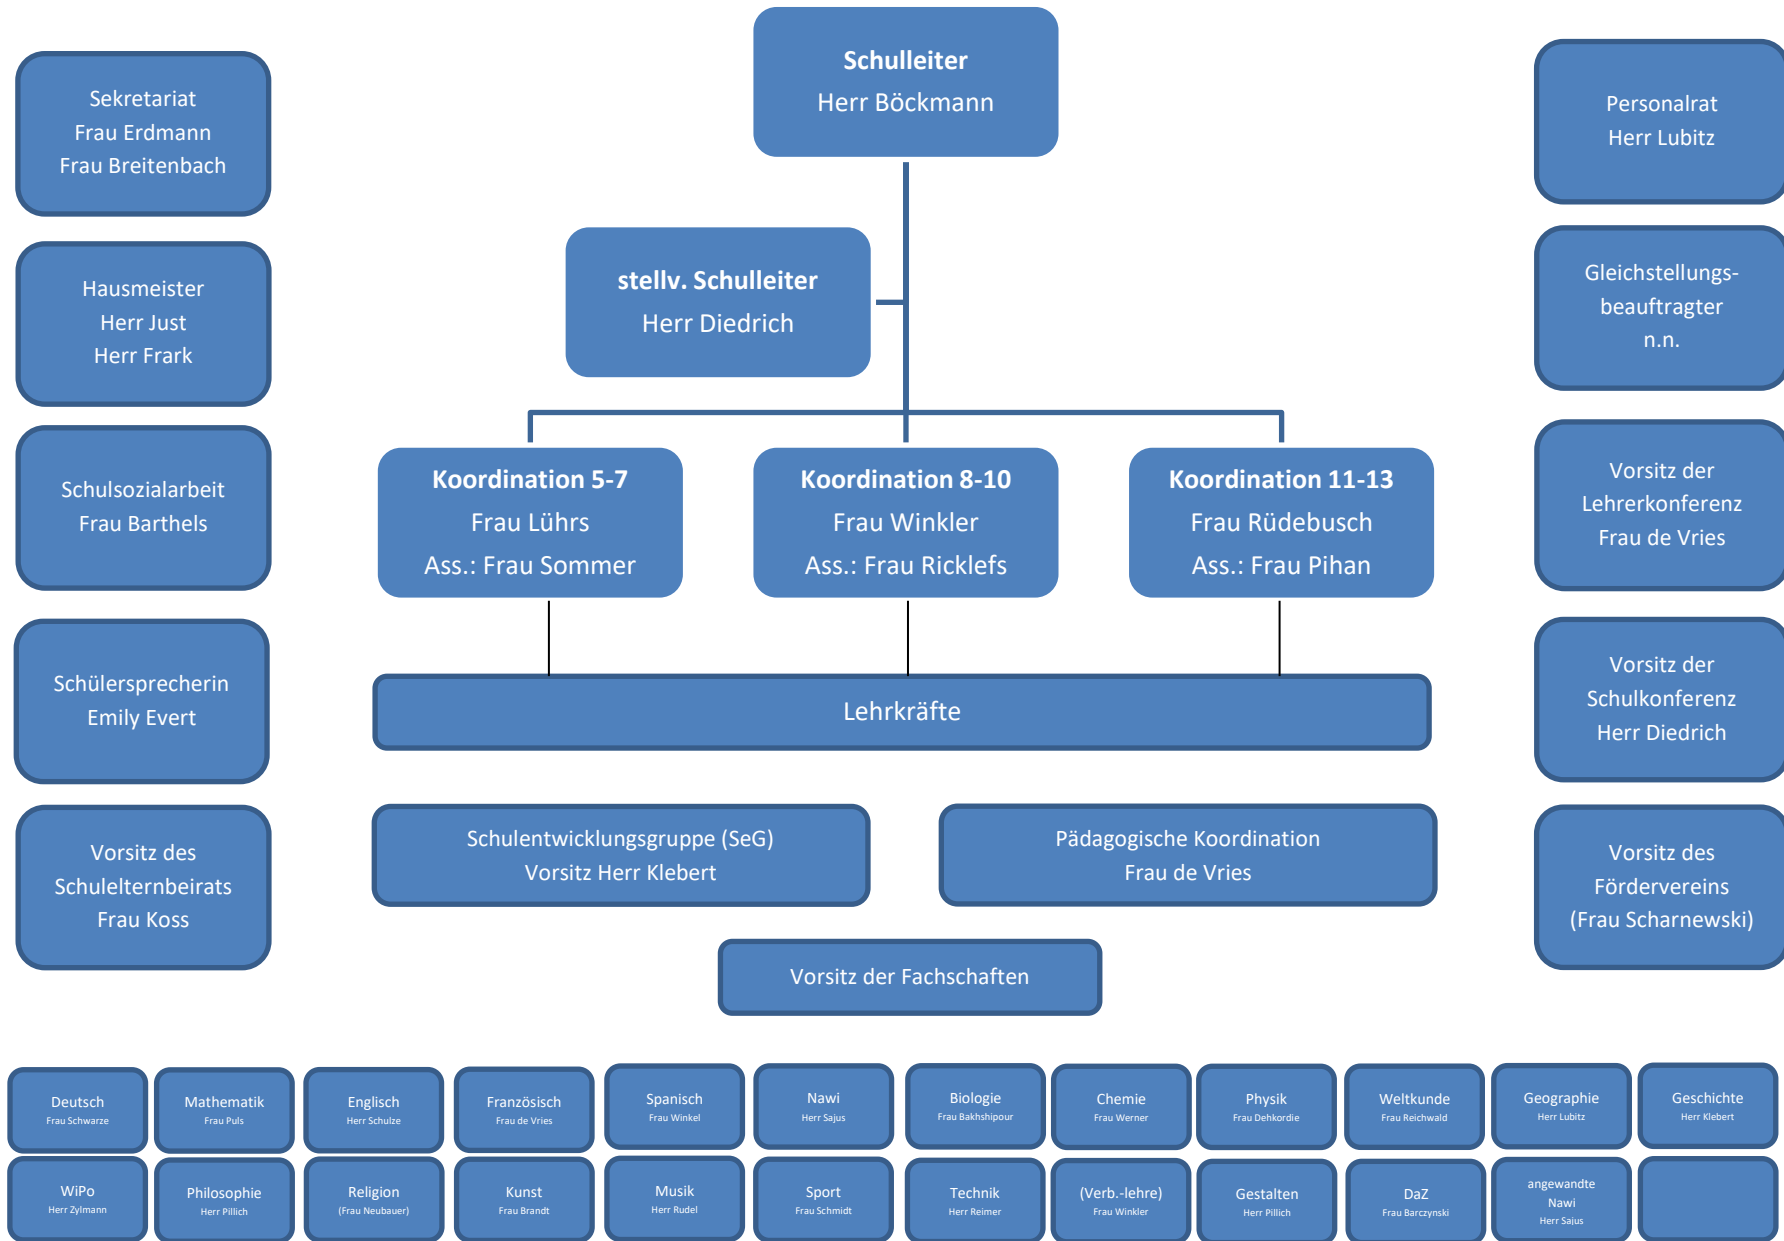 Schulleiter
Herr Böckmann
stellv. Schulleiter
Herr Diedrich
Sekretariat
Frau Erdmann
Frau Breitenbach
Hausmeister
Herr Just
Herr Frark
Schulsozialarbeit
Frau Barthels
Schülersprecherin
Emily Evert
Vorsitz des
Schulelternbeirats
Frau Koss
Personalrat
Herr Lubitz
Gleichstellungs-
beauftragter
n.n.
Vorsitz der
Lehrerkonferenz
Frau de Vries
Vorsitz der
Schulkonferenz
Herr Diedrich
Vorsitz des
Fördervereins
(Frau Scharnewski)
Koordination 5-7
Frau Lührs
Ass.: Frau Sommer
Koordination 8-10
Frau Winkler
Ass.: Frau Ricklefs
Koordination 11-13
Frau Rüdebusch
Ass.: Frau Pihan
Lehrkräfte
Schulentwicklungsgruppe (SeG)
Vorsitz Herr Klebert
Pädagogische Koordination
Frau de Vries
Vorsitz der Fachschaften
Deutsch
Frau Schwarze
Mathematik
Frau Puls
Englisch
Herr Schulze
Französisch
Frau de Vries
Spanisch
Frau Winkel
Nawi
Herr Sajus
Biologie
Frau Bakhshipour
Chemie
Frau Werner
Physik
Frau Dehkordie
Weltkunde
Frau Reichwald
Geographie
Herr Lubitz
Geschichte
Herr Klebert
WiPo
Herr Zylmann
Philosophie
Herr Pillich
Religion
(Frau Neubauer)
Kunst
Frau Brandt
Musik
Herr Rudel
Sport
Frau Schmidt
Technik
Herr Reimer
(Verb.-lehre)
Frau Winkler
Gestalten
Herr Pillich
DaZ
Frau Barczynski
angewandte
Nawi
Herr Sajus